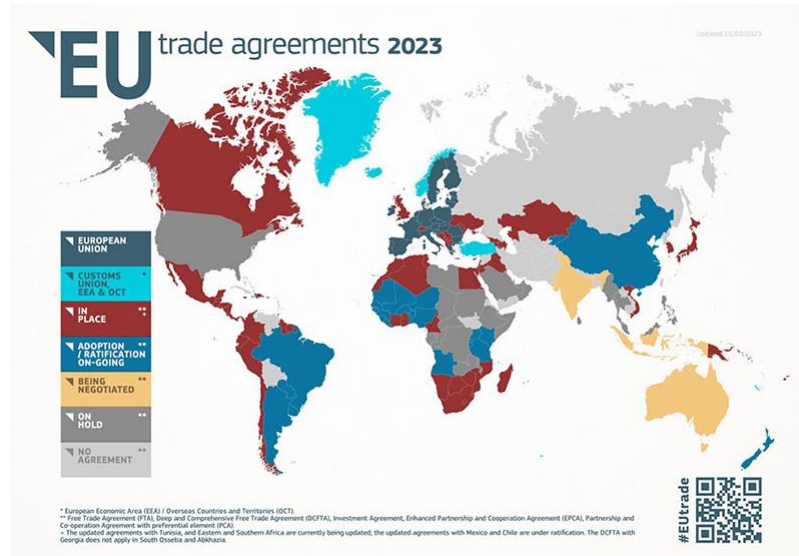 EU trade agreements 2023
Updated 01/02/2023
EUROPEAN
UNION
CUSTOMS *
UNION,
EEA & OCT
IN **
PLACE +
ADOPTION **
/ RATIFICATION
ON-GOING
BEING **
NEGOTIATED
ON **
HOLD
NO **
AGREEMENT
#EUtrade
* European Economic Area (EEA) / Overseas Countries and Territories (OCT).
** Free Trade Agreement (FTA), Deep and Comprehensive Free Trade Agreement (DCFTA), Investment Agreement, Enhanced Partnership and Cooperation Agreement (EPCA), Partnership and
Co-operation Agreement with preferential element (PCA).
+ The updated agreements with Tunisia, and Eastern and Southern Africa are currently being updated; the updated agreements with Mexico and Chile are under ratification. The DCFTA with
Georgia does not apply in South Ossetia and Abkhazia.